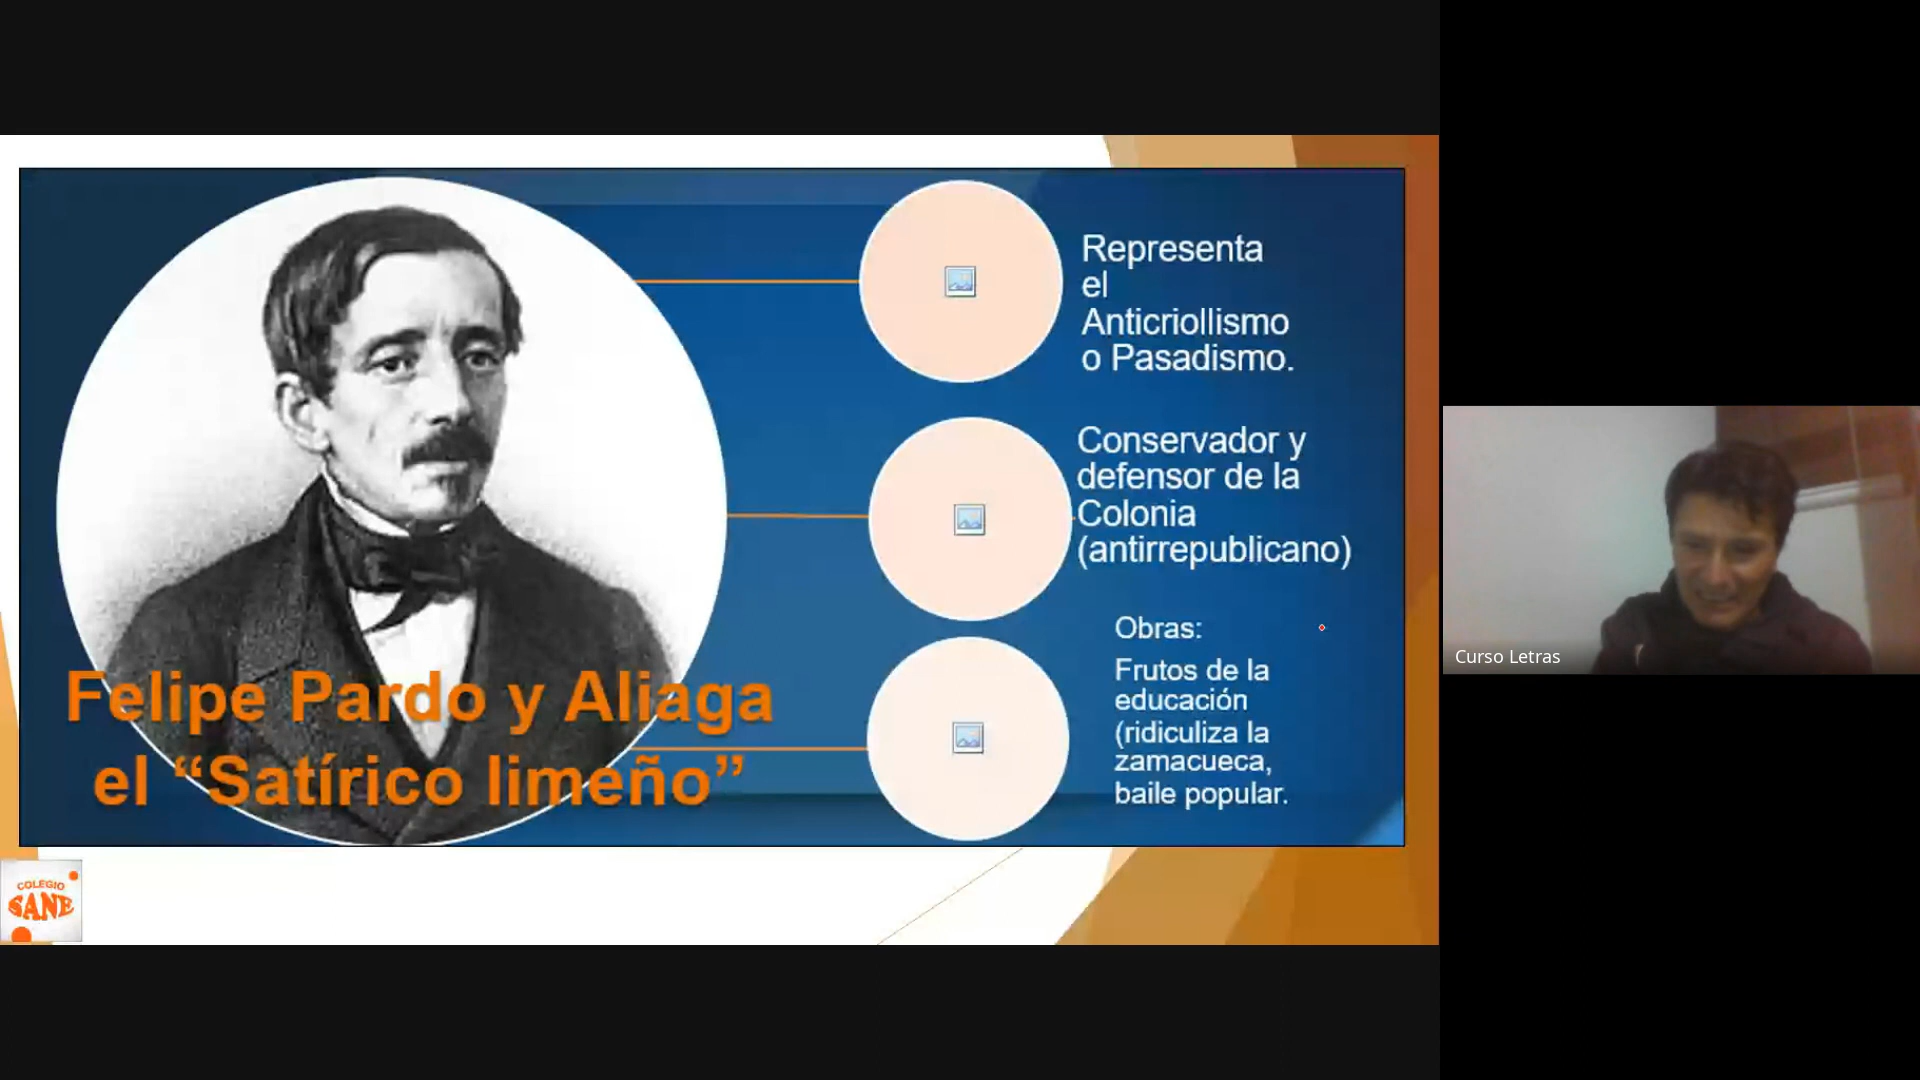 Representa
el
Anticriollismo
o Pasadismo.
Conservador y
defensor de la
Colonia
(antirrepublicano)
Obras:
Frutos de la
educación
(ridiculiza la
zamacueca,
baile popular.
Felipe Pardo y Aliaga
el “Satírico limeño”
COLEGIO
SANE
Curso Letras